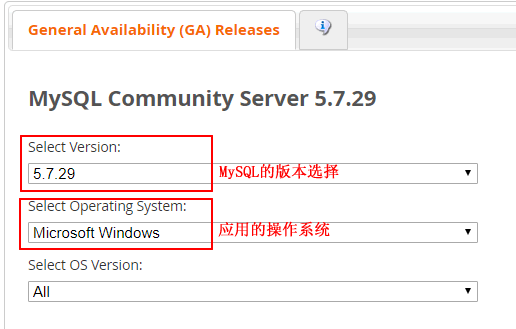 General Availability (GA) Releases
MySQL Community Server 5.7.29
Select Version:
5.7.29
MySQL的版本选择
Select Operating System:
Microsoft Windows
应用的操作系统
Select OS Version:
All